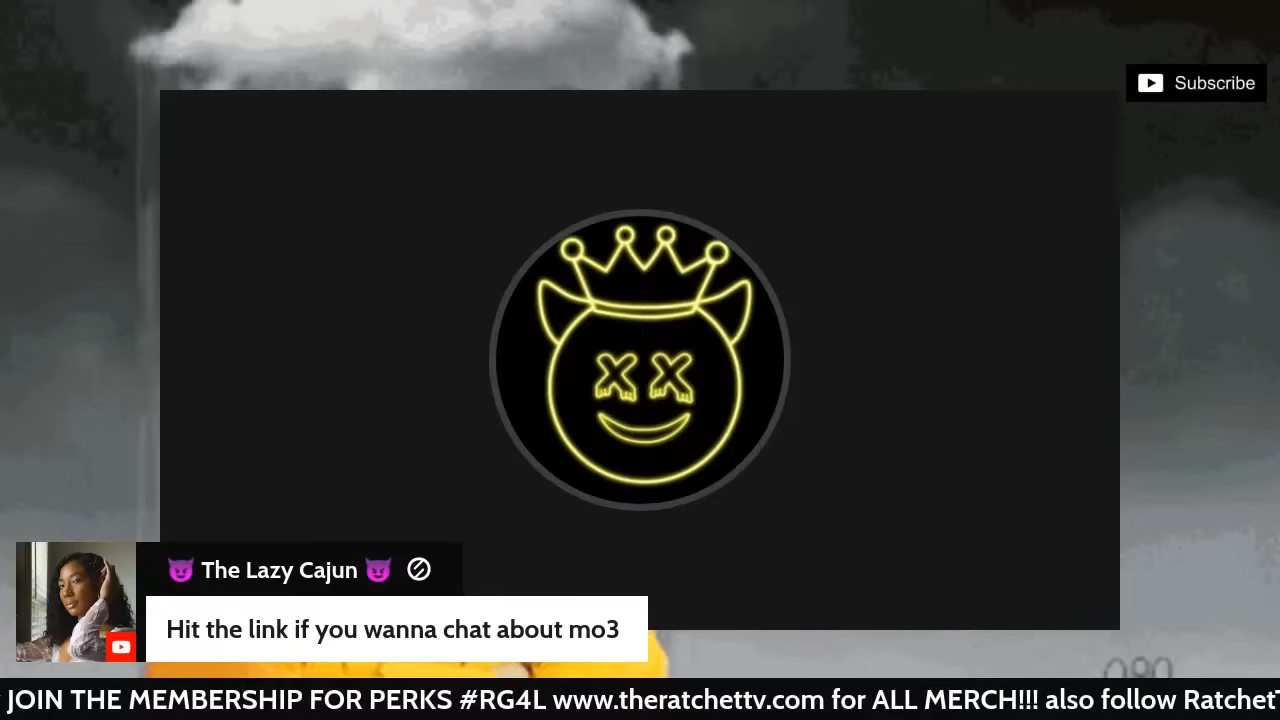 Subscribe
😈 The Lazy Cajun 😈
Hit the link if you wanna chat about mo3
JOIN THE MEMBERSHIP FOR PERKS #RG4L www.theratchettv.com for ALL MERCH!!! also follow Ratchet